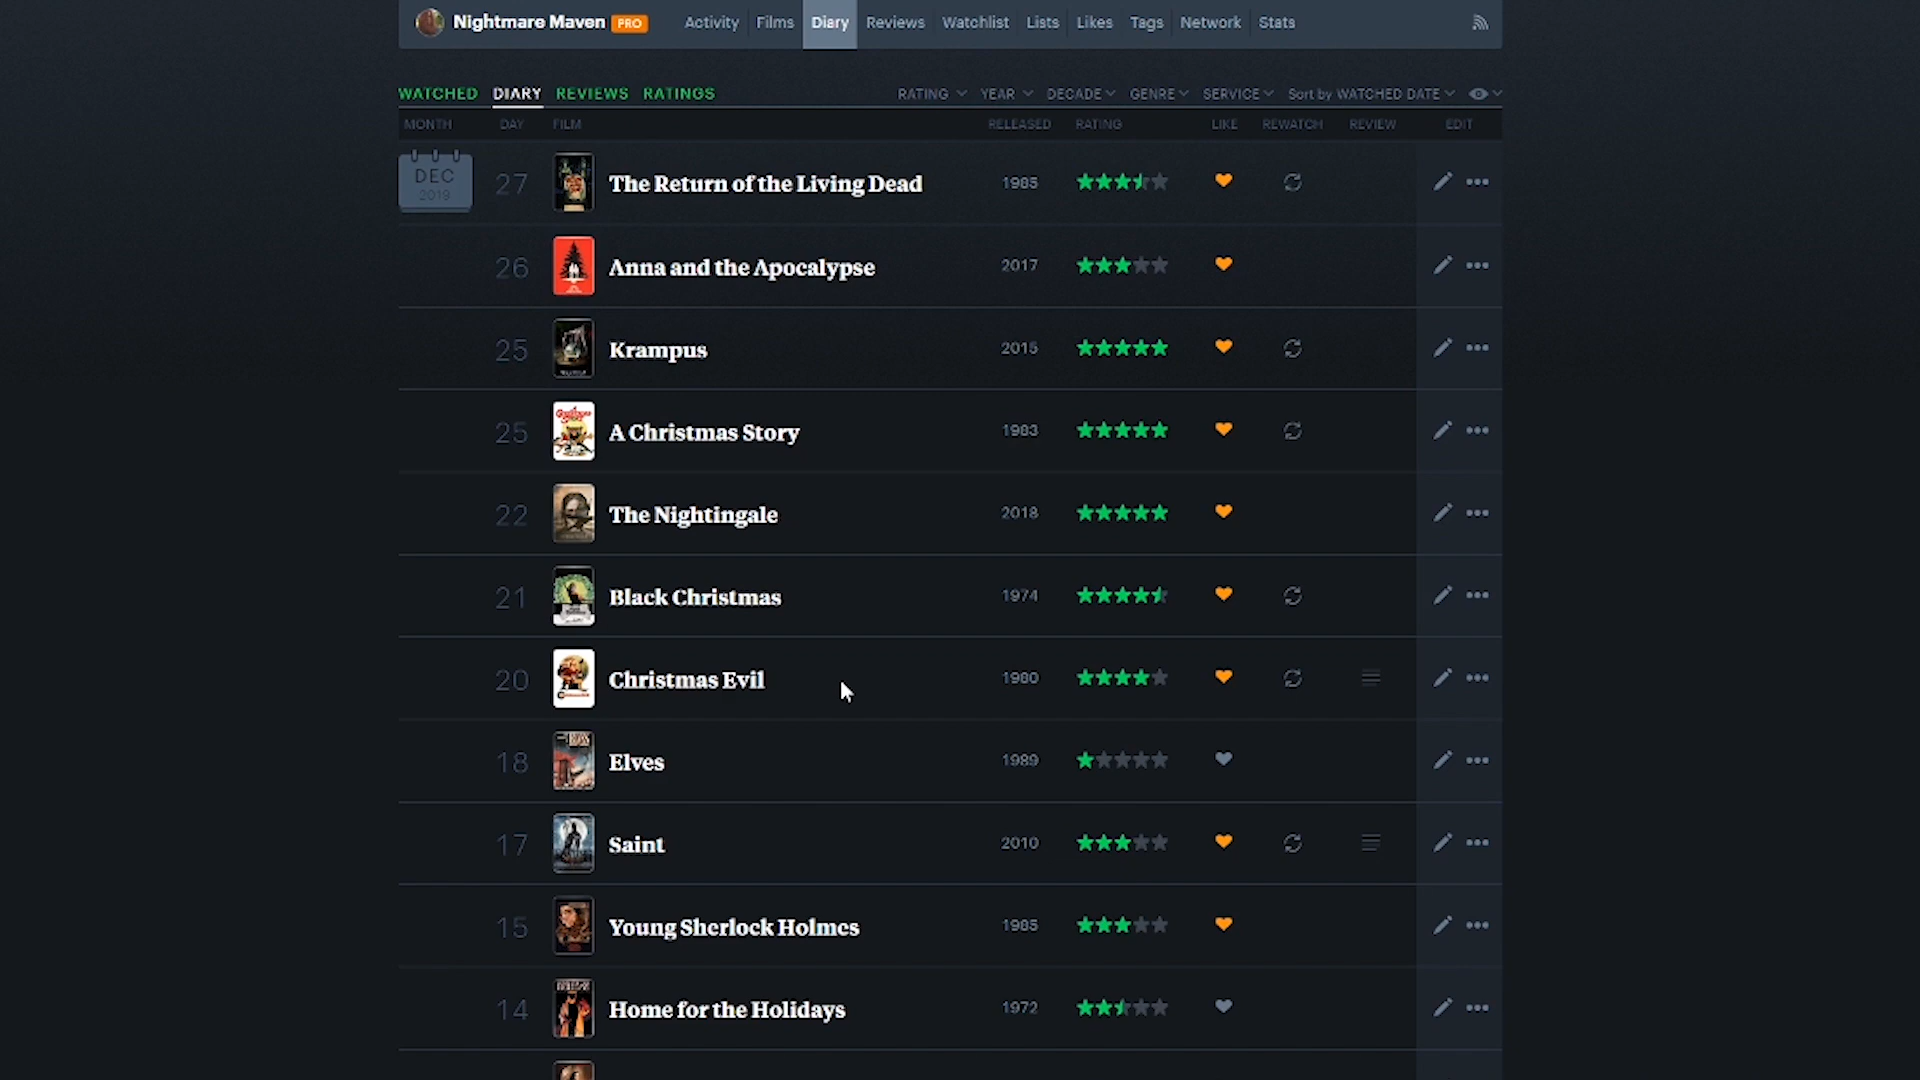 Nightmare Maven PRO Activity Films Diary Reviews Watchlist Lists Likes Tags Network Stats
WATCHED DIARY REVIEWS RATINGS RATING YEAR DECADE GENRE SERVICE Sort by WATCHED DATE
MONTH DAY FILM RELEASED RATING LIKE REWATCH REVIEW EDIT
DEC
2019
27 The Return of the Living Dead 1985
26 Anna and the Apocalypse 2017
25 Krampus 2015
25 A Christmas Story 1983
22 The Nightingale 2018
21 Black Christmas 1974
20 Christmas Evil 1980
18 Elves 1989
17 Saint 2010
15 Young Sherlock Holmes 1985
14 Home for the Holidays 1972